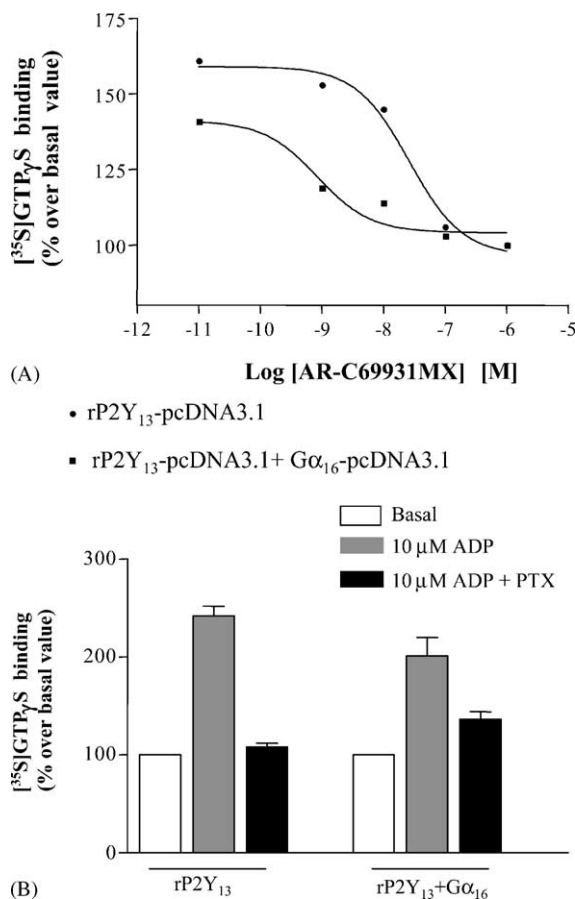 175
150
125
100
[³⁵S]GTPγS binding
(% over basal value)
-12 -11 -10 -9 -8 -7 -6 -5
(A)
Log [AR-C69931MX] [M]
• rP2Y₁₃-pcDNA3.1
▪ rP2Y₁₃-pcDNA3.1+ Gα₁₆-pcDNA3.1
Basal
10 µM ADP
10 µM ADP + PTX
300
200
100
0
[³⁵S]GTPγS binding
(% over basal value)
rP2Y₁₃ rP2Y₁₃+Gα₁₆
(B)